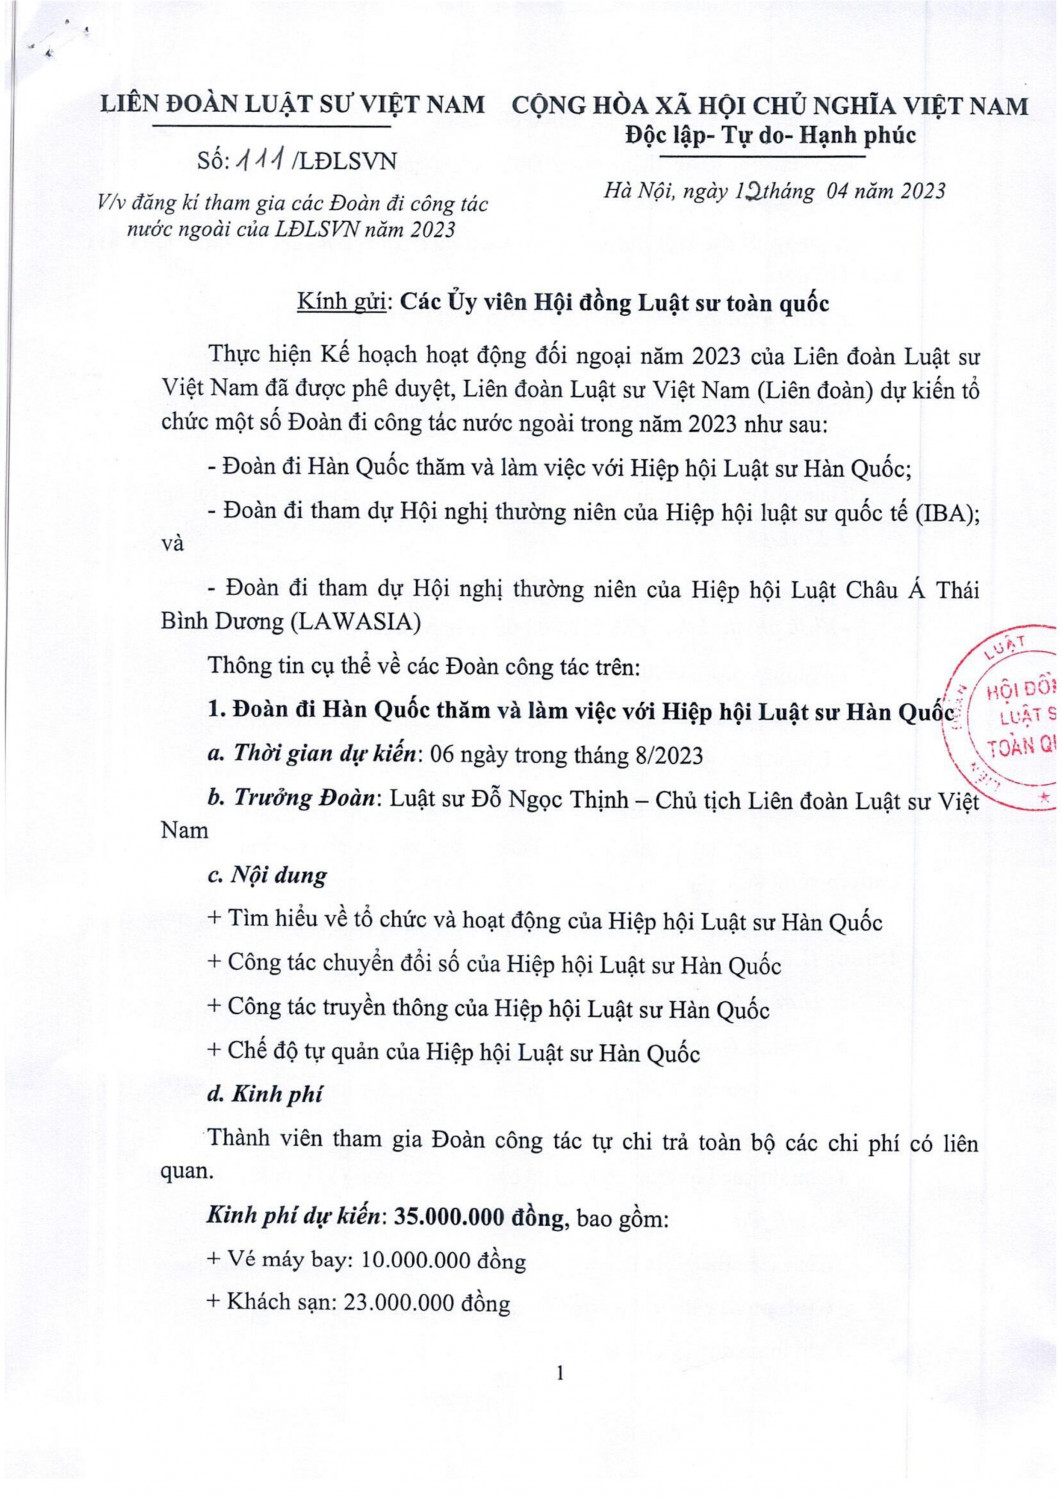 LIÊN ĐOÀN LUẬT SƯ VIỆT NAM
CỘNG HÒA XÃ HỘI CHỦ NGHĨA VIỆT NAM
Độc lập- Tự do- Hạnh phúc
Số: 111 /LĐLSVN
Hà Nội, ngày 12 tháng 04 năm 2023
V/v đăng kí tham gia các Đoàn đi công tác
nước ngoài của LĐLSVN năm 2023
Kính gửi: Các Ủy viên Hội đồng Luật sư toàn quốc
Thực hiện Kế hoạch hoạt động đối ngoại năm 2023 của Liên đoàn Luật sư
Việt Nam đã được phê duyệt, Liên đoàn Luật sư Việt Nam (Liên đoàn) dự kiến tổ
chức một số Đoàn đi công tác nước ngoài trong năm 2023 như sau:
- Đoàn đi Hàn Quốc thăm và làm việc với Hiệp hội Luật sư Hàn Quốc;
- Đoàn đi tham dự Hội nghị thường niên của Hiệp hội luật sư quốc tế (IBA);
và
- Đoàn đi tham dự Hội nghị thường niên của Hiệp hội Luật Châu Á Thái
Bình Dương (LAWASIA)
Thông tin cụ thể về các Đoàn công tác trên:
1. Đoàn đi Hàn Quốc thăm và làm việc với Hiệp hội Luật sư Hàn Quốc
a. Thời gian dự kiến: 06 ngày trong tháng 8/2023
b. Trưởng Đoàn: Luật sư Đỗ Ngọc Thịnh – Chủ tịch Liên đoàn Luật sư Việt
Nam
c. Nội dung
+ Tìm hiểu về tổ chức và hoạt động của Hiệp hội Luật sư Hàn Quốc
+ Công tác chuyển đổi số của Hiệp hội Luật sư Hàn Quốc
+ Công tác truyền thông của Hiệp hội Luật sư Hàn Quốc
+ Chế độ tự quản của Hiệp hội Luật sư Hàn Quốc
d. Kinh phí
Thành viên tham gia Đoàn công tác tự chi trả toàn bộ các chi phí có liên
quan.
Kinh phí dự kiến: 35.000.000 đồng, bao gồm:
+ Vé máy bay: 10.000.000 đồng
+ Khách sạn: 23.000.000 đồng
1
LIÊN ĐOÀN LUẬT
HỘI ĐỒN
LUẬT S
TOÀN QU